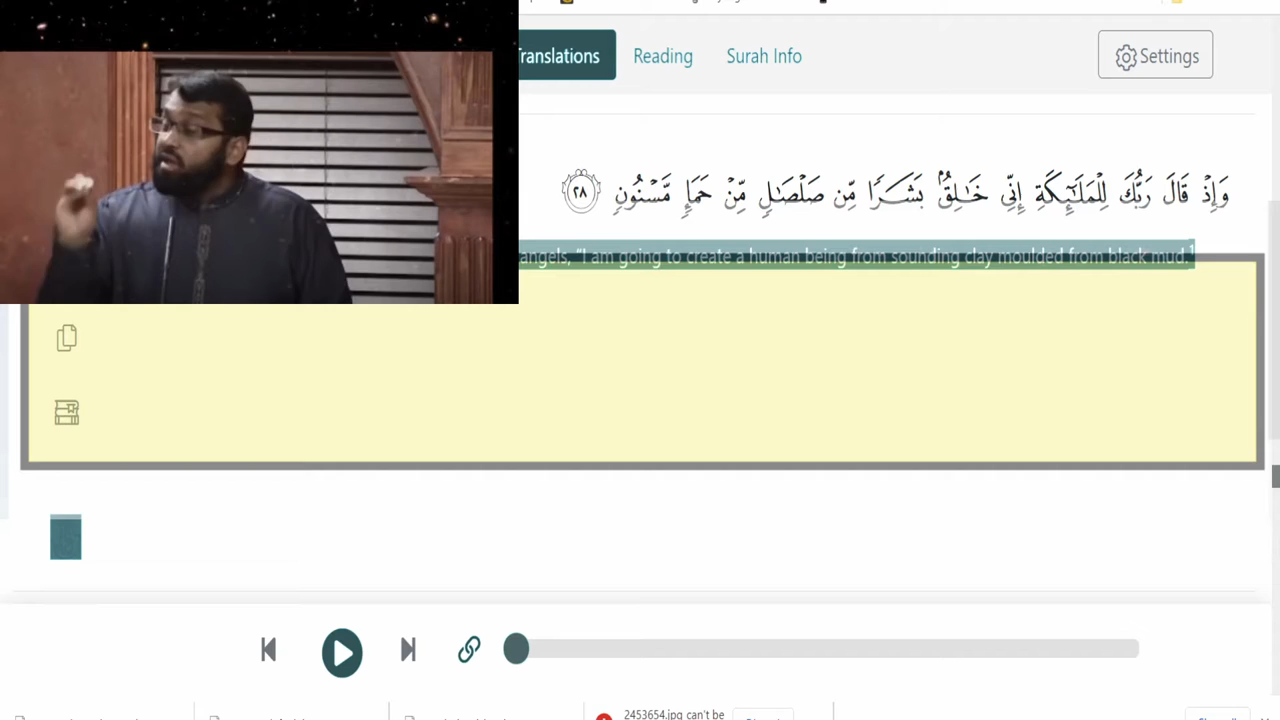 Translations Reading Surah Info Settings
وَإِذْ قَالَ رَبُّكَ لِلْمَلَـٰٓئِكَةِ إِنِّى خَـٰلِقٌۢ بَشَرًۭا مِّن صَلْصَـٰلٍۢ مِّنْ حَمَإٍۢ مَّسْنُونٍۢ ٢٨
angels, “I am going to create a human being from sounding clay moulded from black mud.1
2453654.jpg can't be